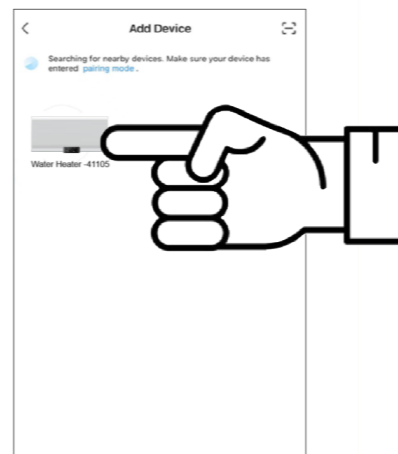 Add Device
Searching for nearby devices. Make sure your device has
entered pairing mode.
Water Heater -41105